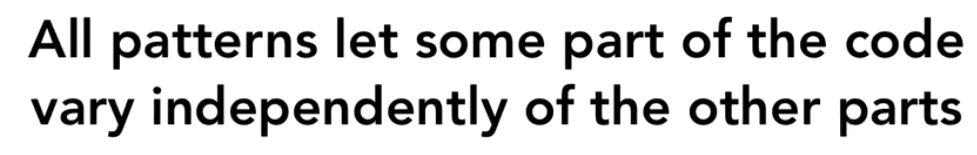 All patterns let some part of the code
vary independently of the other parts